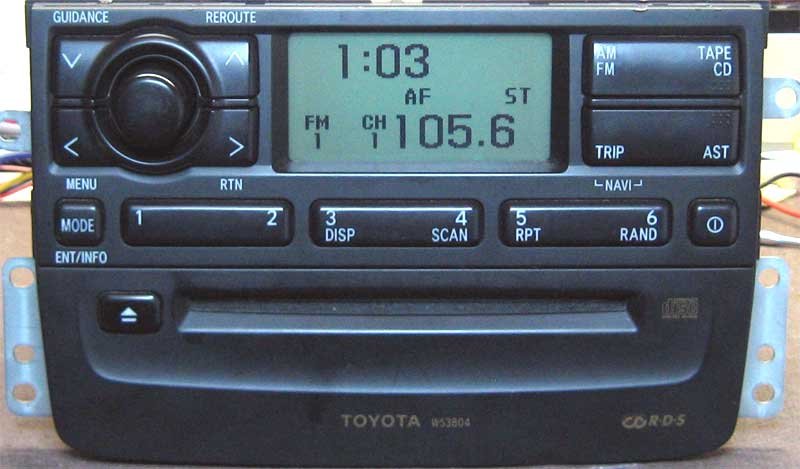 GUIDANCE REROUTE
1:03
AM TAPE
FM CD
AF ST
FM CH 105.6
1 1
TRIP AST
MENU RTN NAVI
MODE 1 2 3 4 5 6
DISP SCAN RPT RAND
ENT/INFO
TOYOTA W53804 R·D·S